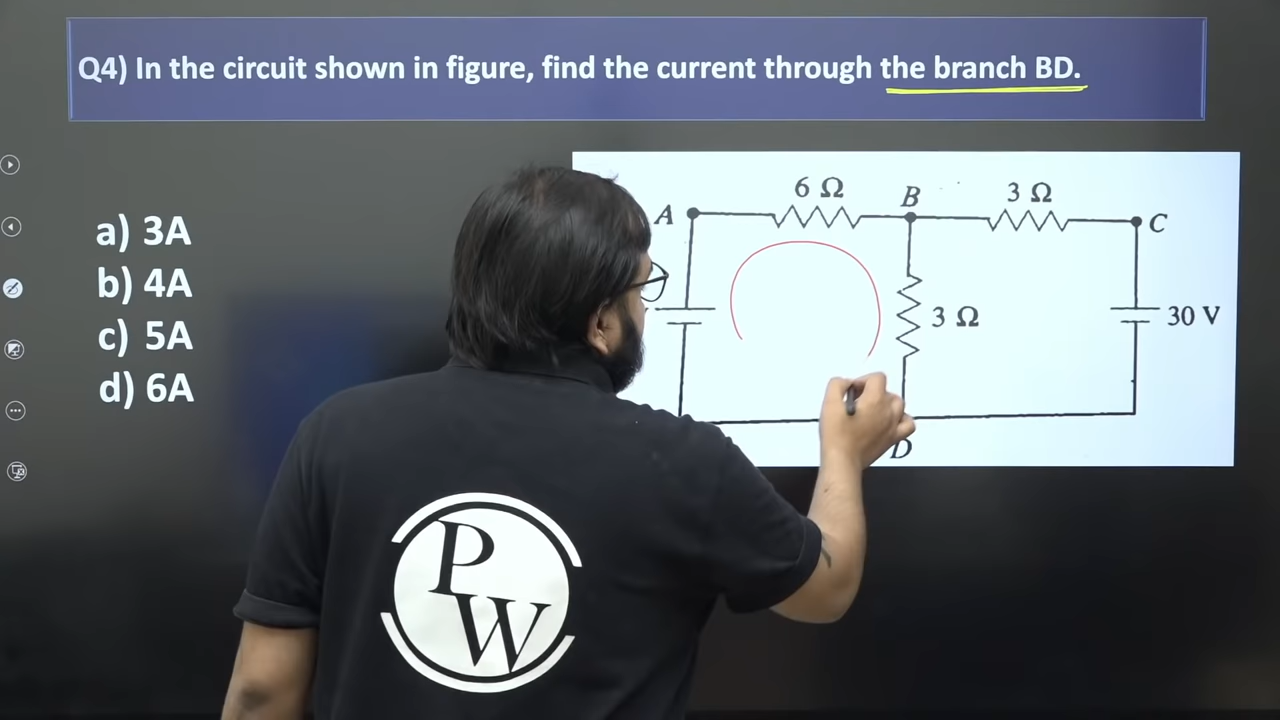 Q4) In the circuit shown in figure, find the current through the branch BD.
a) 3A
b) 4A
c) 5A
d) 6A
A
6 Ω
B
3 Ω
C
3 Ω
30 V
D
P
W